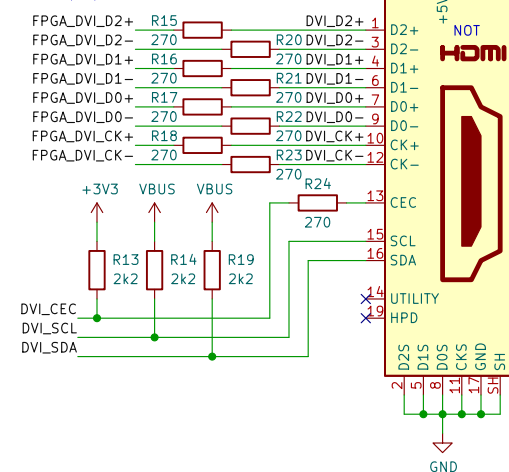 +5V
NOT
HDMI
FPGA_DVI_D2+ R15 DVI_D2+ 1 D2+
FPGA_DVI_D2- 270 R20 DVI_D2- 3 D2-
FPGA_DVI_D1+ R16 270 DVI_D1+ 4 D1+
FPGA_DVI_D1- 270 R21 DVI_D1- 6 D1-
FPGA_DVI_D0+ R17 270 DVI_D0+ 7 D0+
FPGA_DVI_D0- 270 R22 DVI_D0- 9 D0-
FPGA_DVI_CK+ R18 270 DVI_CK+ 10 CK+
FPGA_DVI_CK- 270 R23 DVI_CK- 12 CK-
270
+3V3 VBUS VBUS R24 13 CEC
270
15 SCL
R13 R14 R19 16 SDA
2k2 2k2 2k2
14 UTILITY
DVI_CEC 19 HPD
DVI_SCL
DVI_SDA
D2S D1S D0S CKS GND SH
2 5 8 11 17 SH
GND